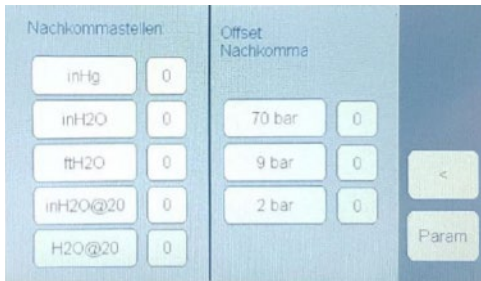 Nachkommastellen
inHg 0
inH2O 0
ftH2O 0
inH2O@20 0
H2O@20 0
Offset
Nachkomma
70 bar 0
9 bar 0
2 bar 0
<
Param